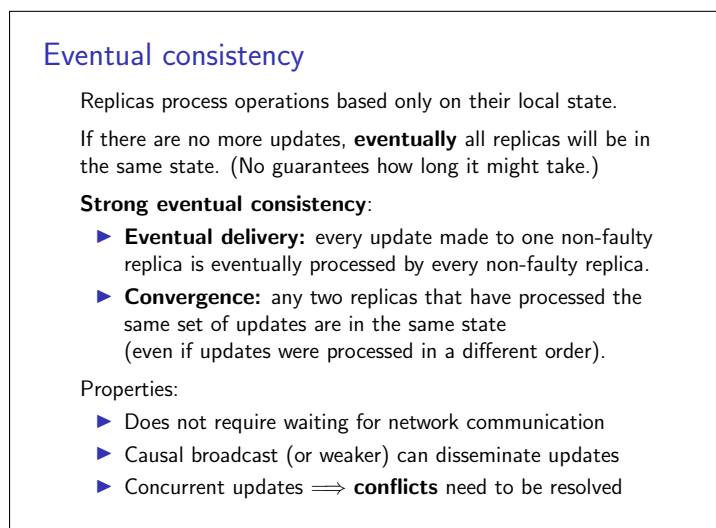 Eventual consistency
Replicas process operations based only on their local state.
If there are no more updates, eventually all replicas will be in
the same state. (No guarantees how long it might take.)
Strong eventual consistency:
▶ Eventual delivery: every update made to one non-faulty
replica is eventually processed by every non-faulty replica.
▶ Convergence: any two replicas that have processed the
same set of updates are in the same state
(even if updates were processed in a different order).
Properties:
▶ Does not require waiting for network communication
▶ Causal broadcast (or weaker) can disseminate updates
▶ Concurrent updates ⟹ conflicts need to be resolved